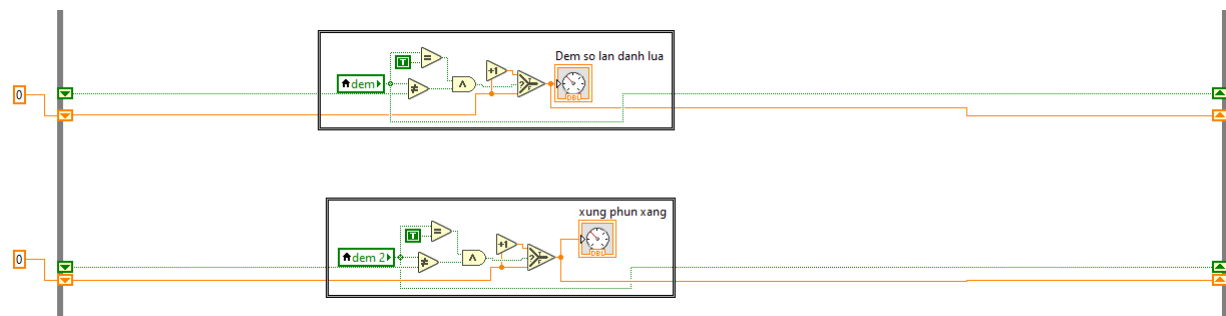 Dem so lan danh lua
T
=
+1
dem
≠
∧
?
T
F
DBL
0
xung phun xang
T
=
+1
dem 2
≠
∧
?
T
F
DBL
0